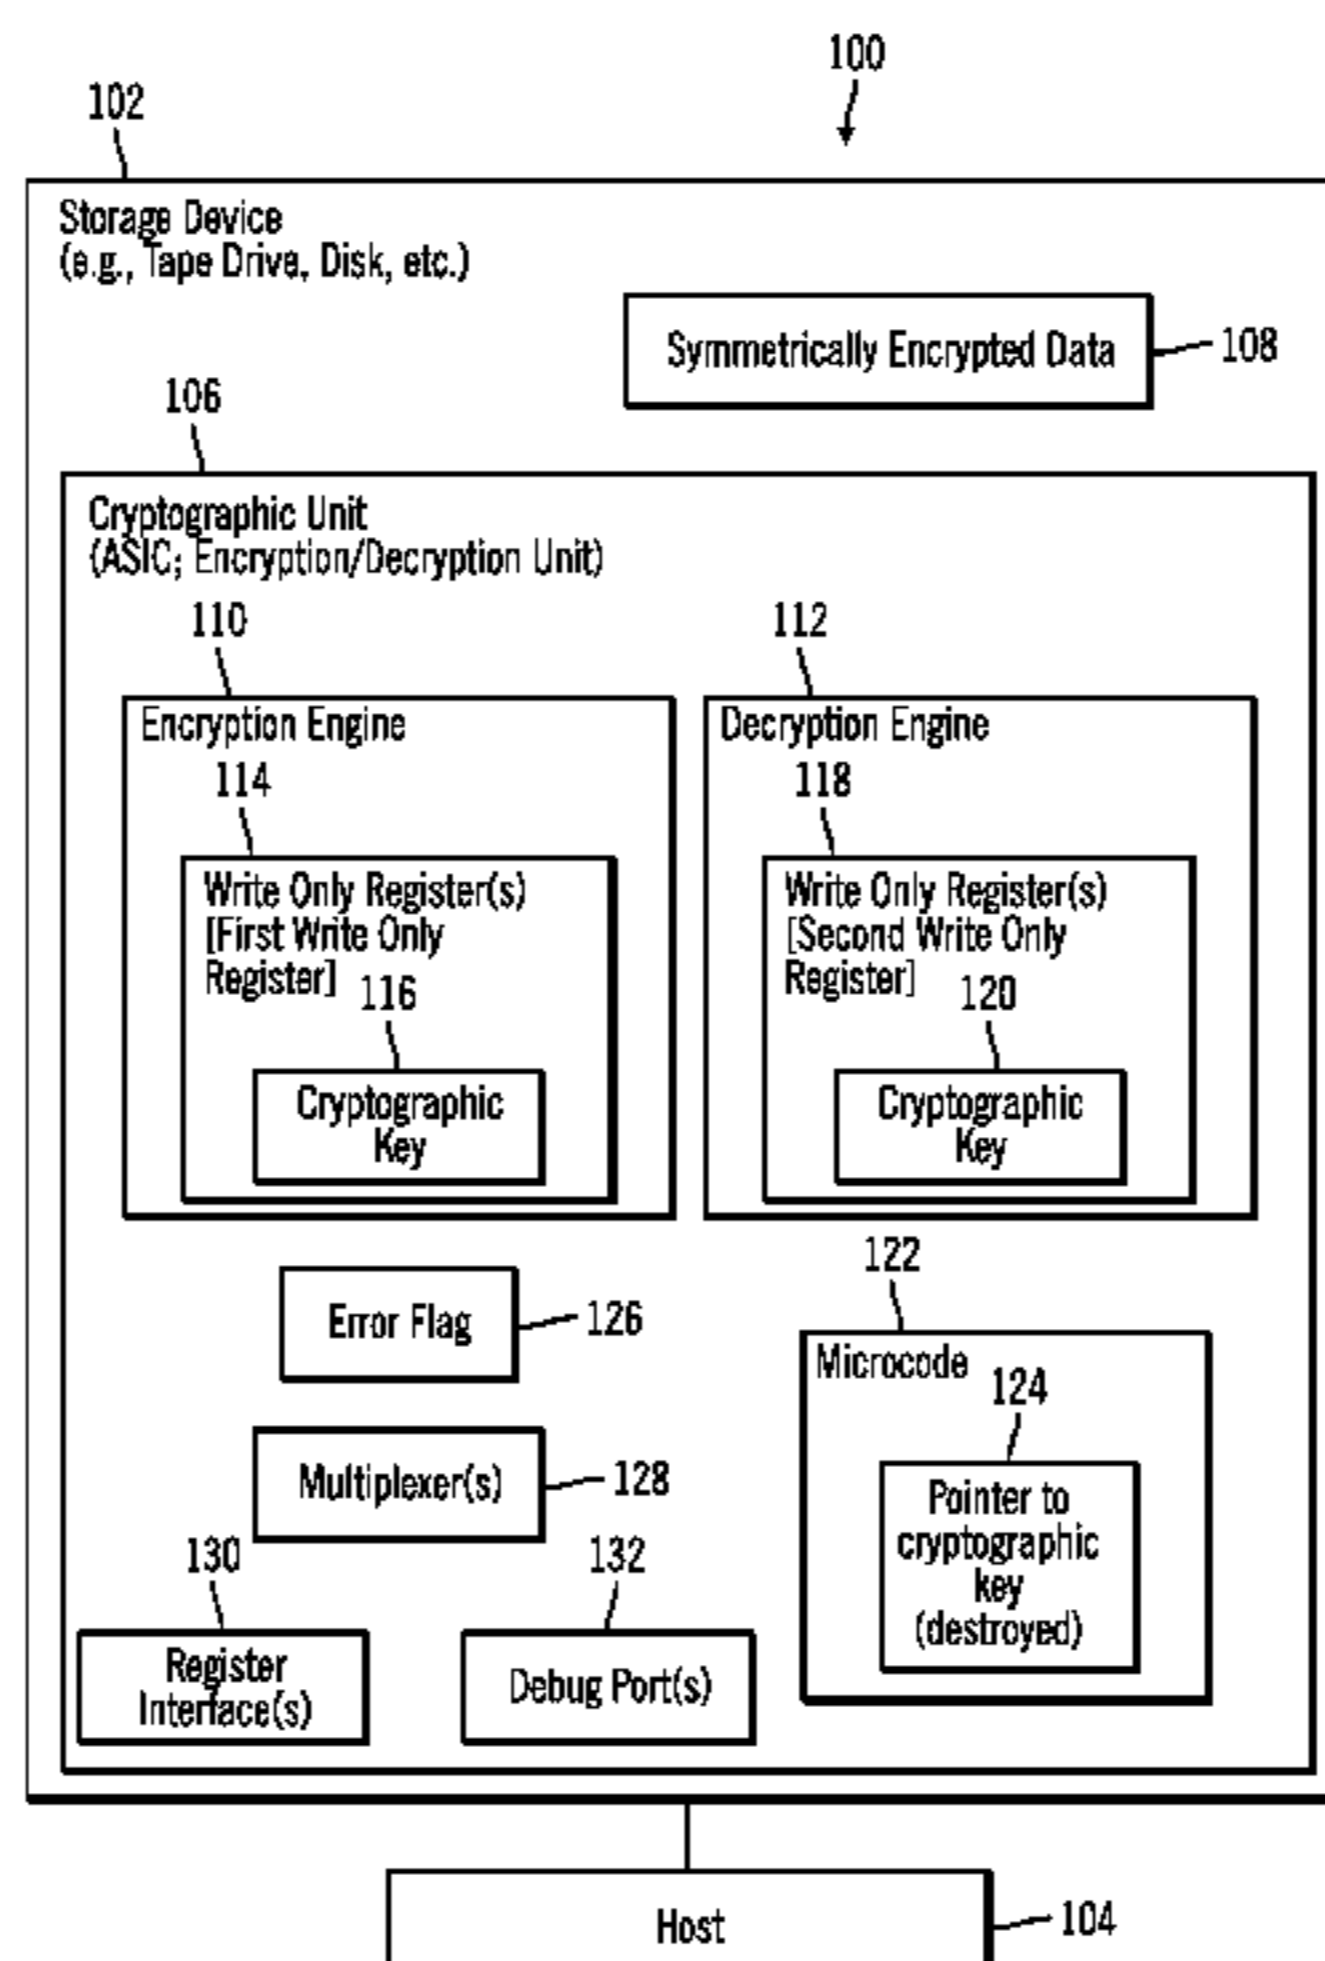 100
102
Storage Device
(e.g., Tape Drive, Disk, etc.)
Symmetrically Encrypted Data
108
106
Cryptographic Unit
(ASIC; Encryption/Decryption Unit)
110
112
Encryption Engine
Decryption Engine
114
118
Write Only Register(s)
[First Write Only
Register]
116
Write Only Register(s)
[Second Write Only
Register]
120
Cryptographic
Key
Cryptographic
Key
122
Error Flag
126
Microcode
124
Multiplexer(s)
128
Pointer to
cryptographic
key
(destroyed)
130
132
Register
Interface(s)
Debug Port(s)
Host
104